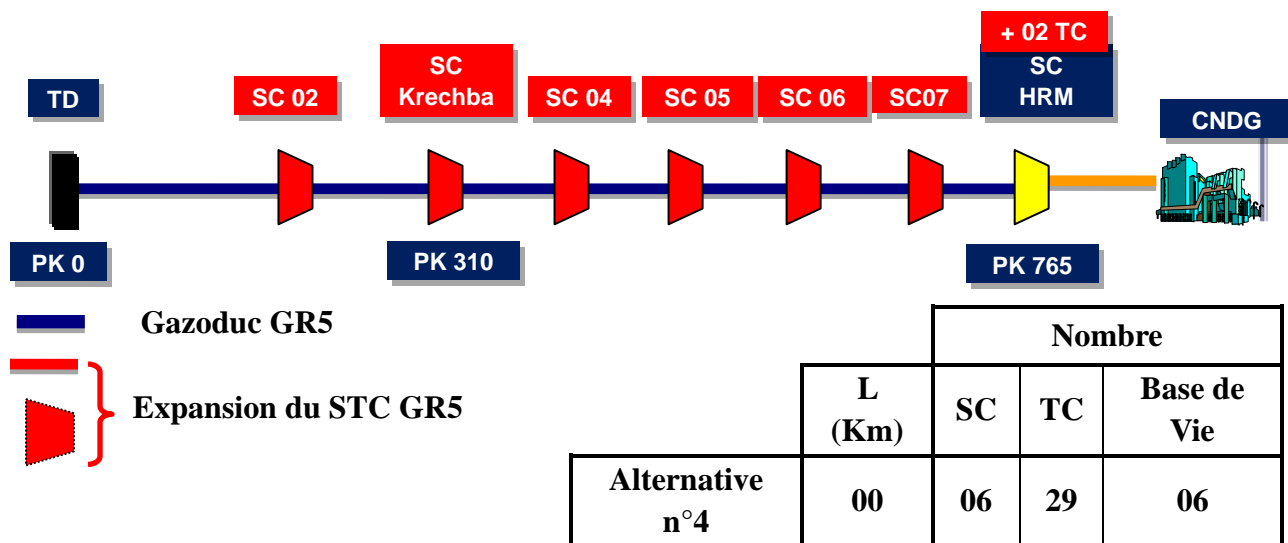 + 02 TC
SC
Krechba
SC
HRM
TD
SC 02
SC 04
SC 05
SC 06
SC07
CNDG
PK 0
PK 310
PK 765
Gazoduc GR5
Expansion du STC GR5
Nombre
L
(Km)
SC
TC
Base de
Vie
Alternative
n°4
00
06
29
06